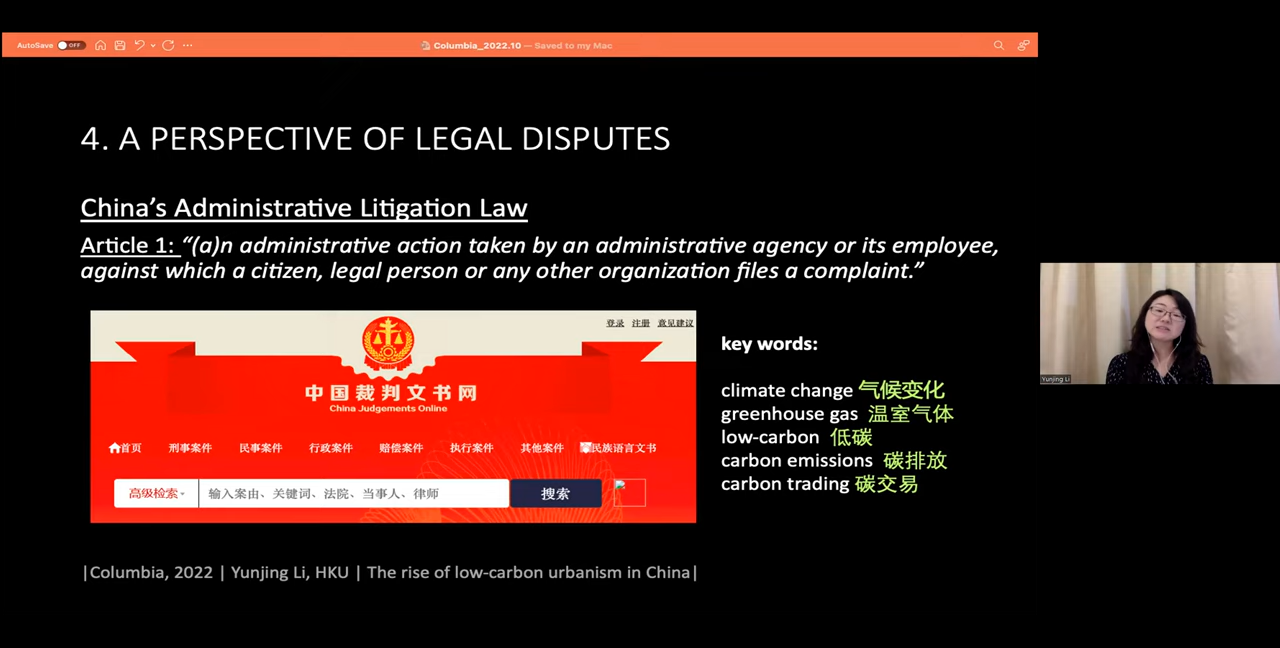 AutoSave OFF
Columbia_2022.10 — Saved to my Mac
4. A PERSPECTIVE OF LEGAL DISPUTES
China's Administrative Litigation Law
Article 1: "(a)n administrative action taken by an administrative agency or its employee,
against which a citizen, legal person or any other organization files a complaint."
登录 注册 意见建议
中国裁判文书网
China Judgements Online
首页 刑事案件 民事案件 行政案件 赔偿案件 执行案件 其他案件 民族语言文书
高级检索 输入案由、关键词、法院、当事人、律师 搜索
key words:
climate change 气候变化
greenhouse gas 温室气体
low-carbon 低碳
carbon emissions 碳排放
carbon trading 碳交易
Yunjing Li
|Columbia, 2022 | Yunjing Li, HKU | The rise of low-carbon urbanism in China|